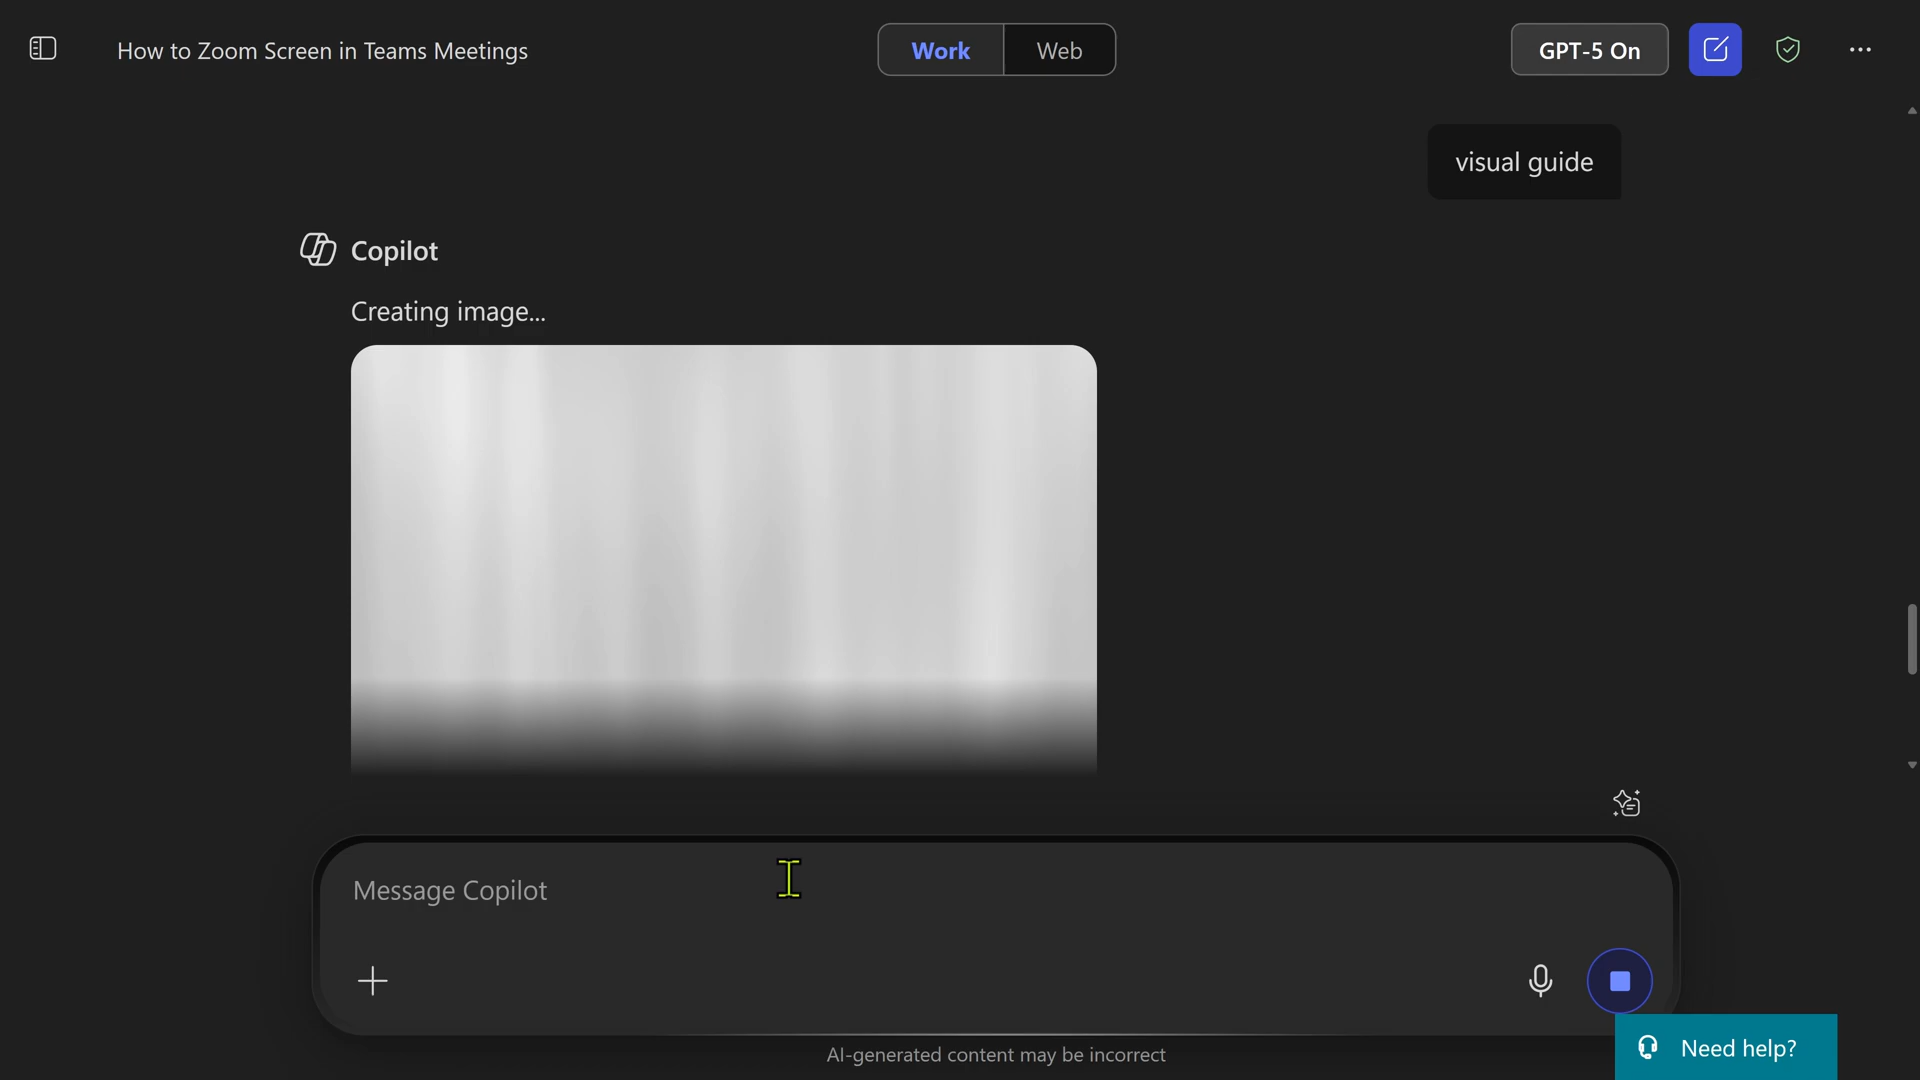 How to Zoom Screen in Teams Meetings
Work
Web
GPT-5 On
visual guide
Copilot
Creating image...
Message Copilot
AI-generated content may be incorrect
Need help?